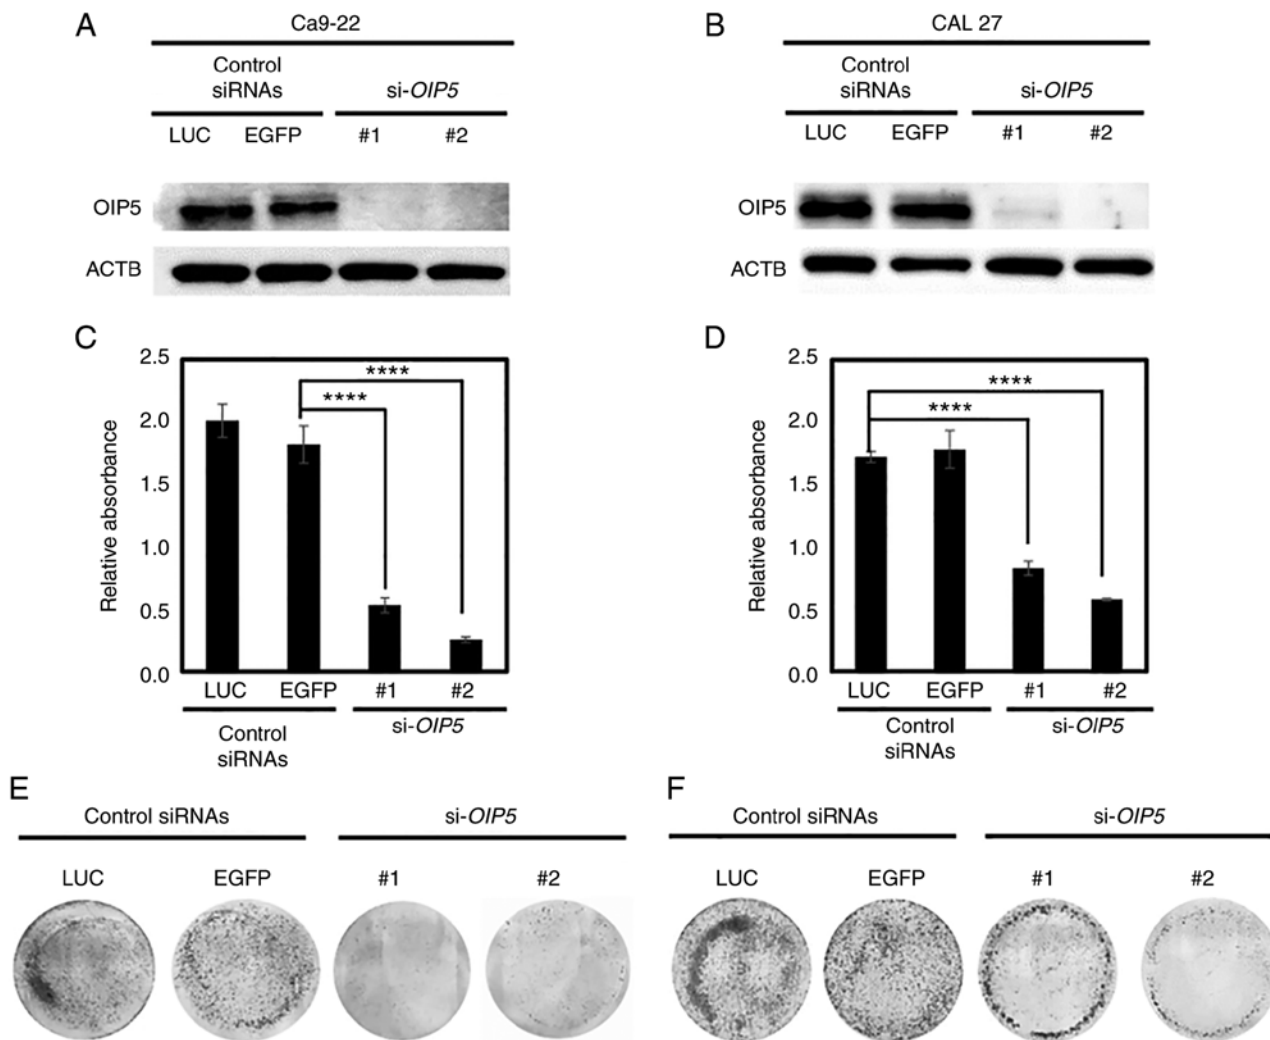 A
Ca9-22
Control
siRNAs
si-OIP5
LUC EGFP #1 #2
OIP5
ACTB
B
CAL 27
Control
siRNAs
si-OIP5
LUC EGFP #1 #2
OIP5
ACTB
C
Relative absorbance
2.5
2.0
1.5
1.0
0.5
0.0
****
****
LUC EGFP #1 #2
Control
siRNAs
si-OIP5
D
Relative absorbance
2.5
2.0
1.5
1.0
0.5
0.0
****
****
LUC EGFP #1 #2
Control
siRNAs
si-OIP5
E
Control siRNAs si-OIP5
LUC EGFP #1 #2
F
Control siRNAs si-OIP5
LUC EGFP #1 #2